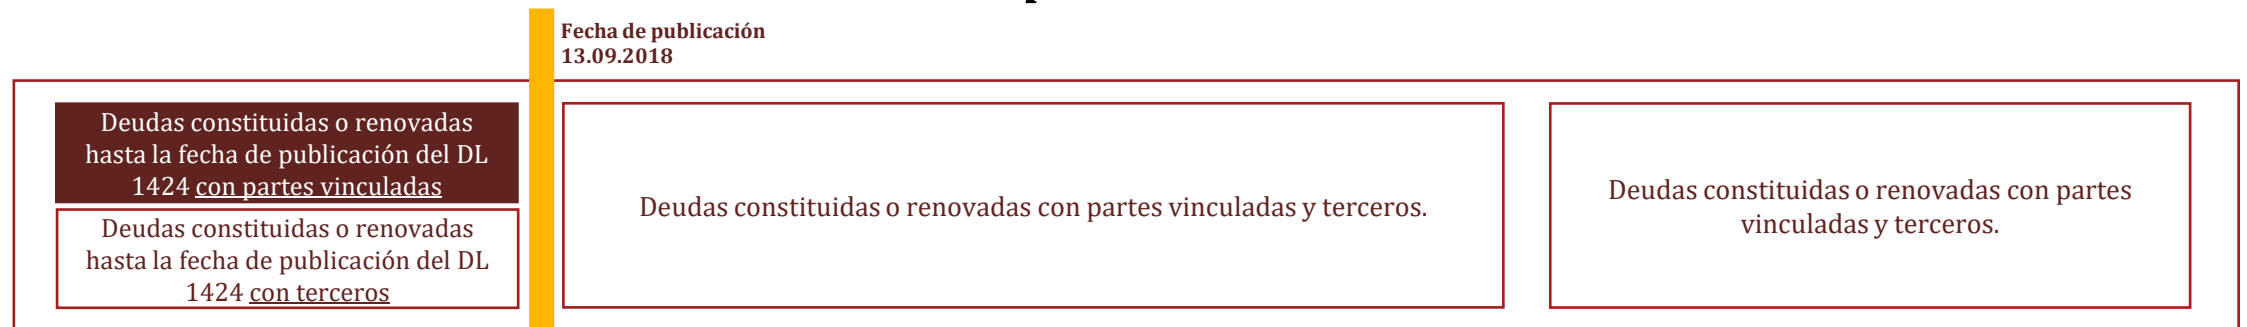 Fecha de publicación
13.09.2018
Deudas constituidas o renovadas
hasta la fecha de publicación del DL
1424 con partes vinculadas
Deudas constituidas o renovadas
hasta la fecha de publicación del DL
1424 con terceros
Deudas constituidas o renovadas con partes vinculadas y terceros.
Deudas constituidas o renovadas con partes
vinculadas y terceros.